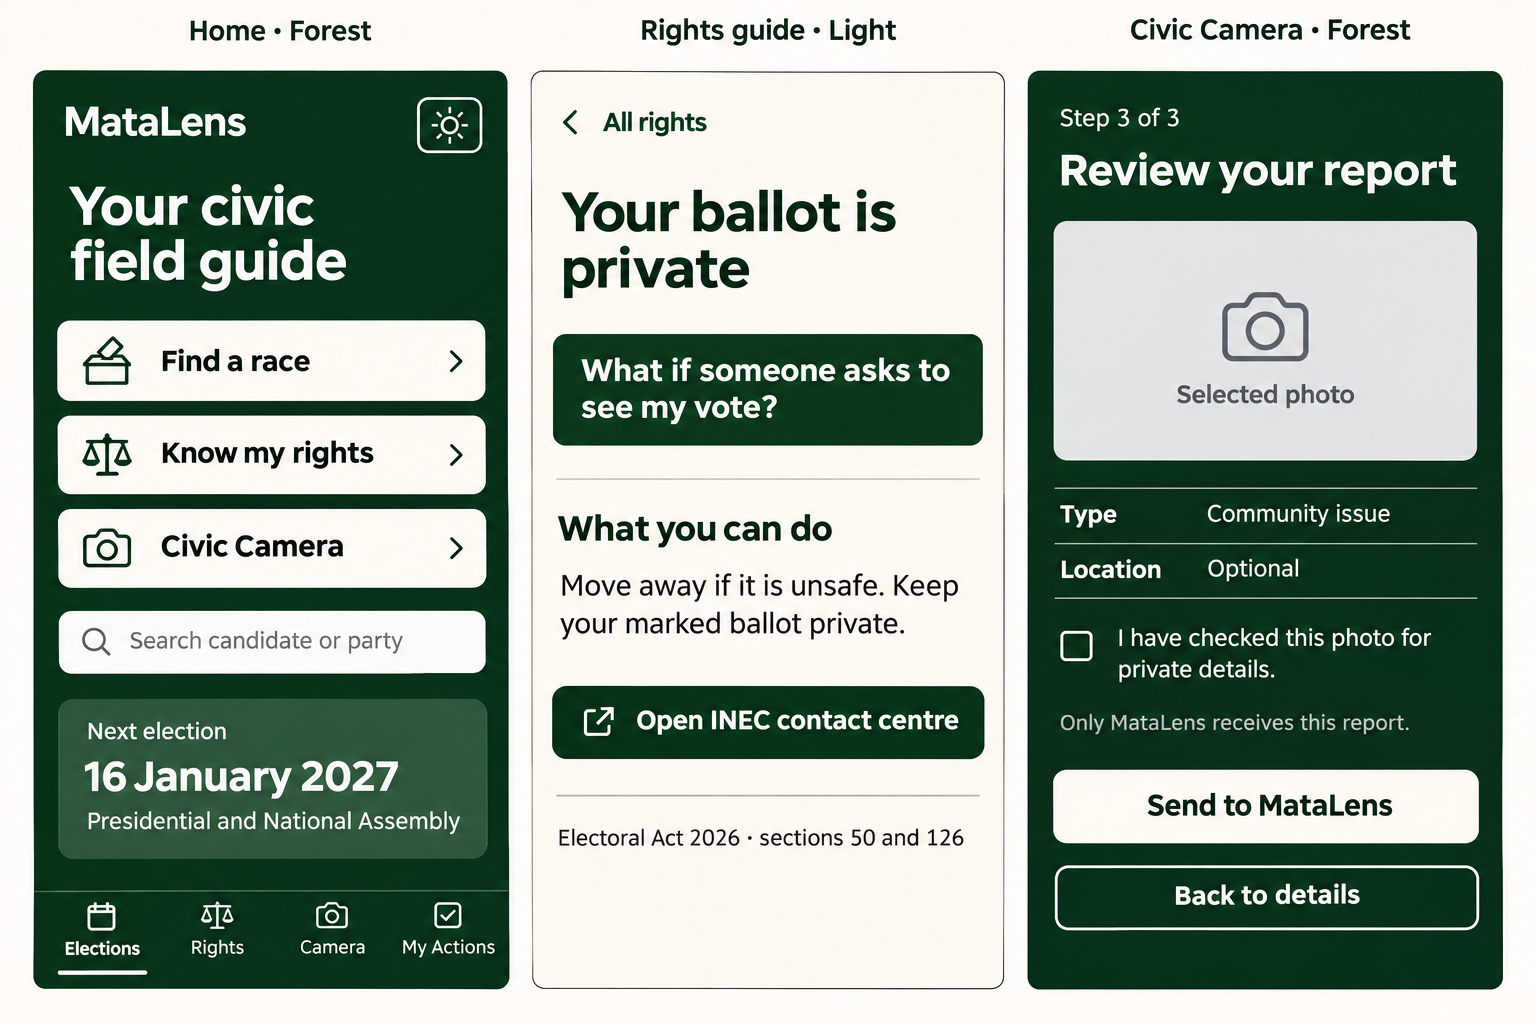 Home • Forest
MataLens
Your civic
field guide
Find a race
Know my rights
Civic Camera
Search candidate or party
Next election
16 January 2027
Presidential and National Assembly
Elections
Rights
Camera
My Actions
Rights guide • Light
All rights
Your ballot is
private
What if someone asks to
see my vote?
What you can do
Move away if it is unsafe. Keep
your marked ballot private.
Open INEC contact centre
Electoral Act 2026 · sections 50 and 126
Civic Camera • Forest
Step 3 of 3
Review your report
Selected photo
Type Community issue
Location Optional
I have checked this photo for
private details.
Only MataLens receives this report.
Send to MataLens
Back to details